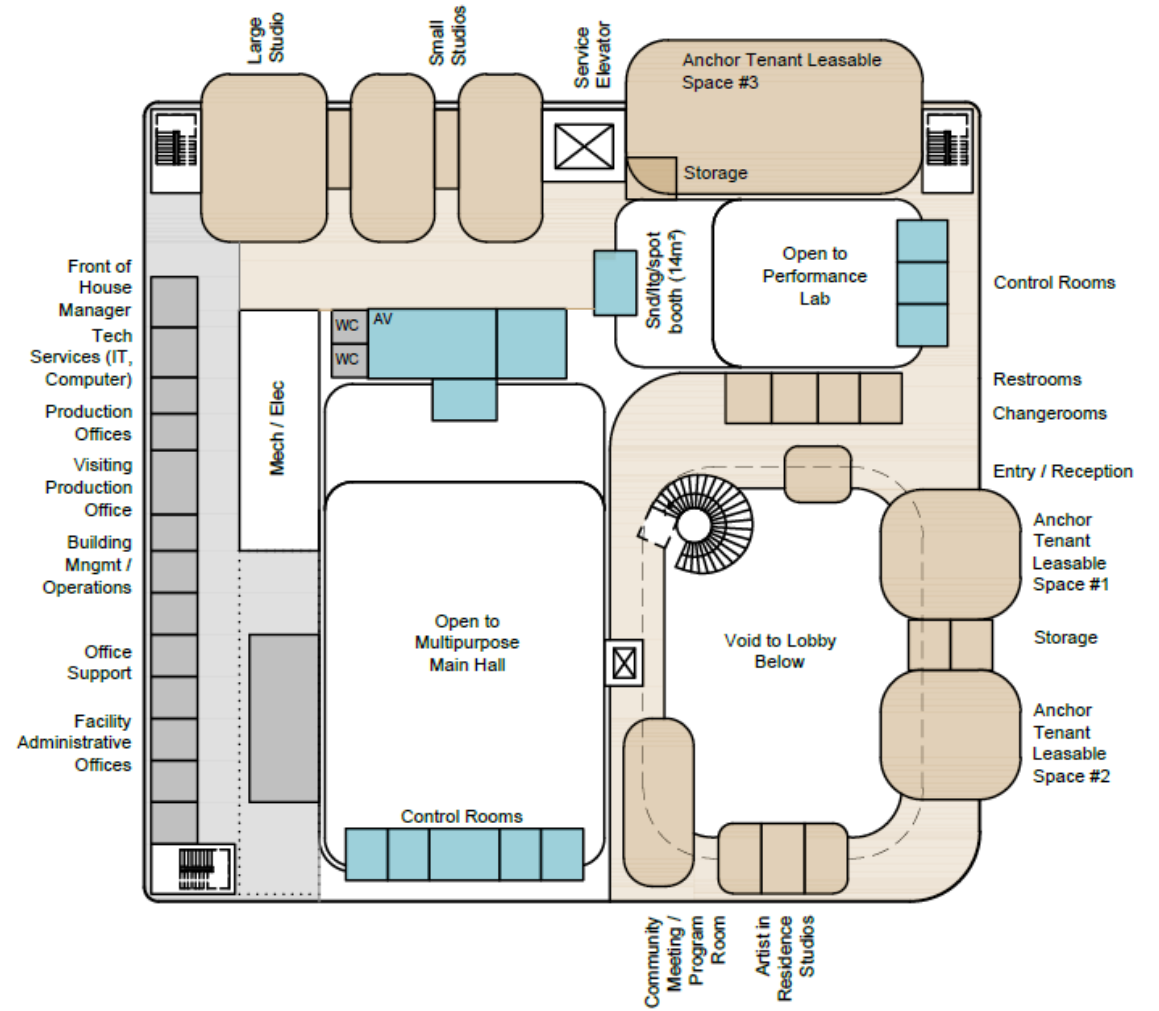 Large
Studio
Small
Studios
Service
Elevator
Anchor Tenant Leasable
Space #3
Storage
Snd/ltg/spot
booth (14m²)
Open to
Performance
Lab
Control Rooms
Front of
House
Manager
Tech
Services (IT,
Computer)
Production
Offices
Visiting
Production
Office
Building
Mngmt /
Operations
Office
Support
Facility
Administrative
Offices
Mech / Elec
WC
AV
WC
Restrooms
Changerooms
Entry / Reception
Anchor
Tenant
Leasable
Space #1
Storage
Anchor
Tenant
Leasable
Space #2
Open to
Multipurpose
Main Hall
Void to Lobby
Below
Control Rooms
Community
Meeting /
Program
Room
Artist in
Residence
Studios